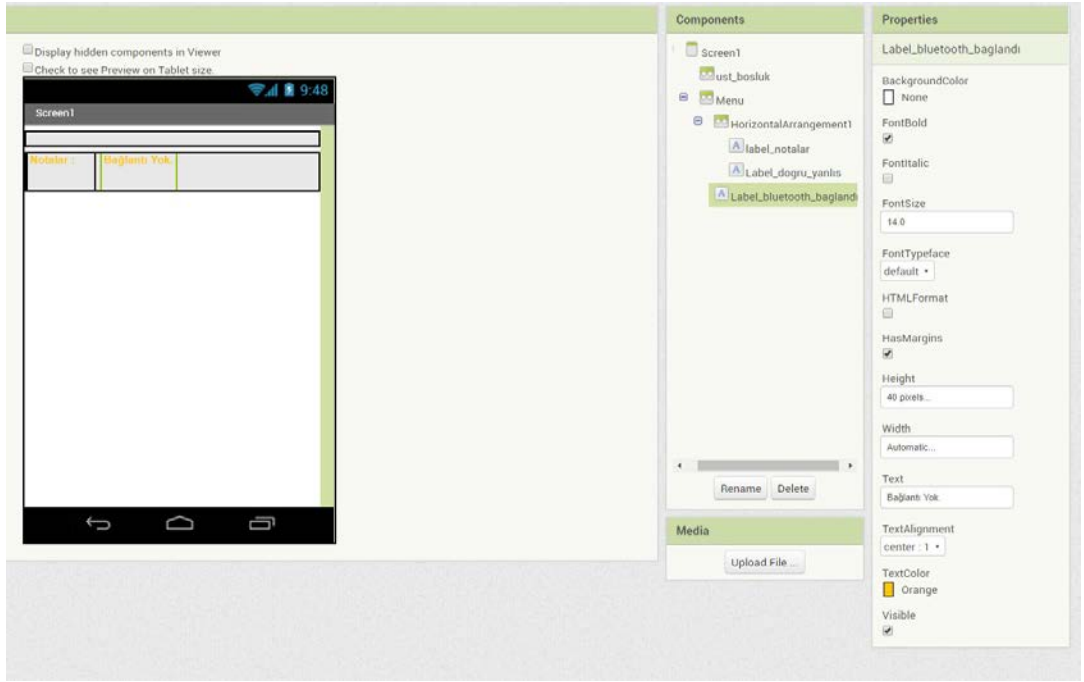 Display hidden components in Viewer
Check to see Preview on Tablet size.
9:48
Screen1
Notalar :
Bağlantı Yok.
Components
Screen1
ust_bosluk
Menu
HorizontalArrangement1
A label_notalar
A Label_dogru_yanlıs
A Label_bluetooth_baglandı
Rename
Delete
Media
Upload File ...
Properties
Label_bluetooth_baglandı
BackgroundColor
None
FontBold
FontItalic
FontSize
14.0
FontTypeface
default
HTMLFormat
HasMargins
Height
40 pixels...
Width
Automatic...
Text
Bağlantı Yok.
TextAlignment
center : 1
TextColor
Orange
Visible